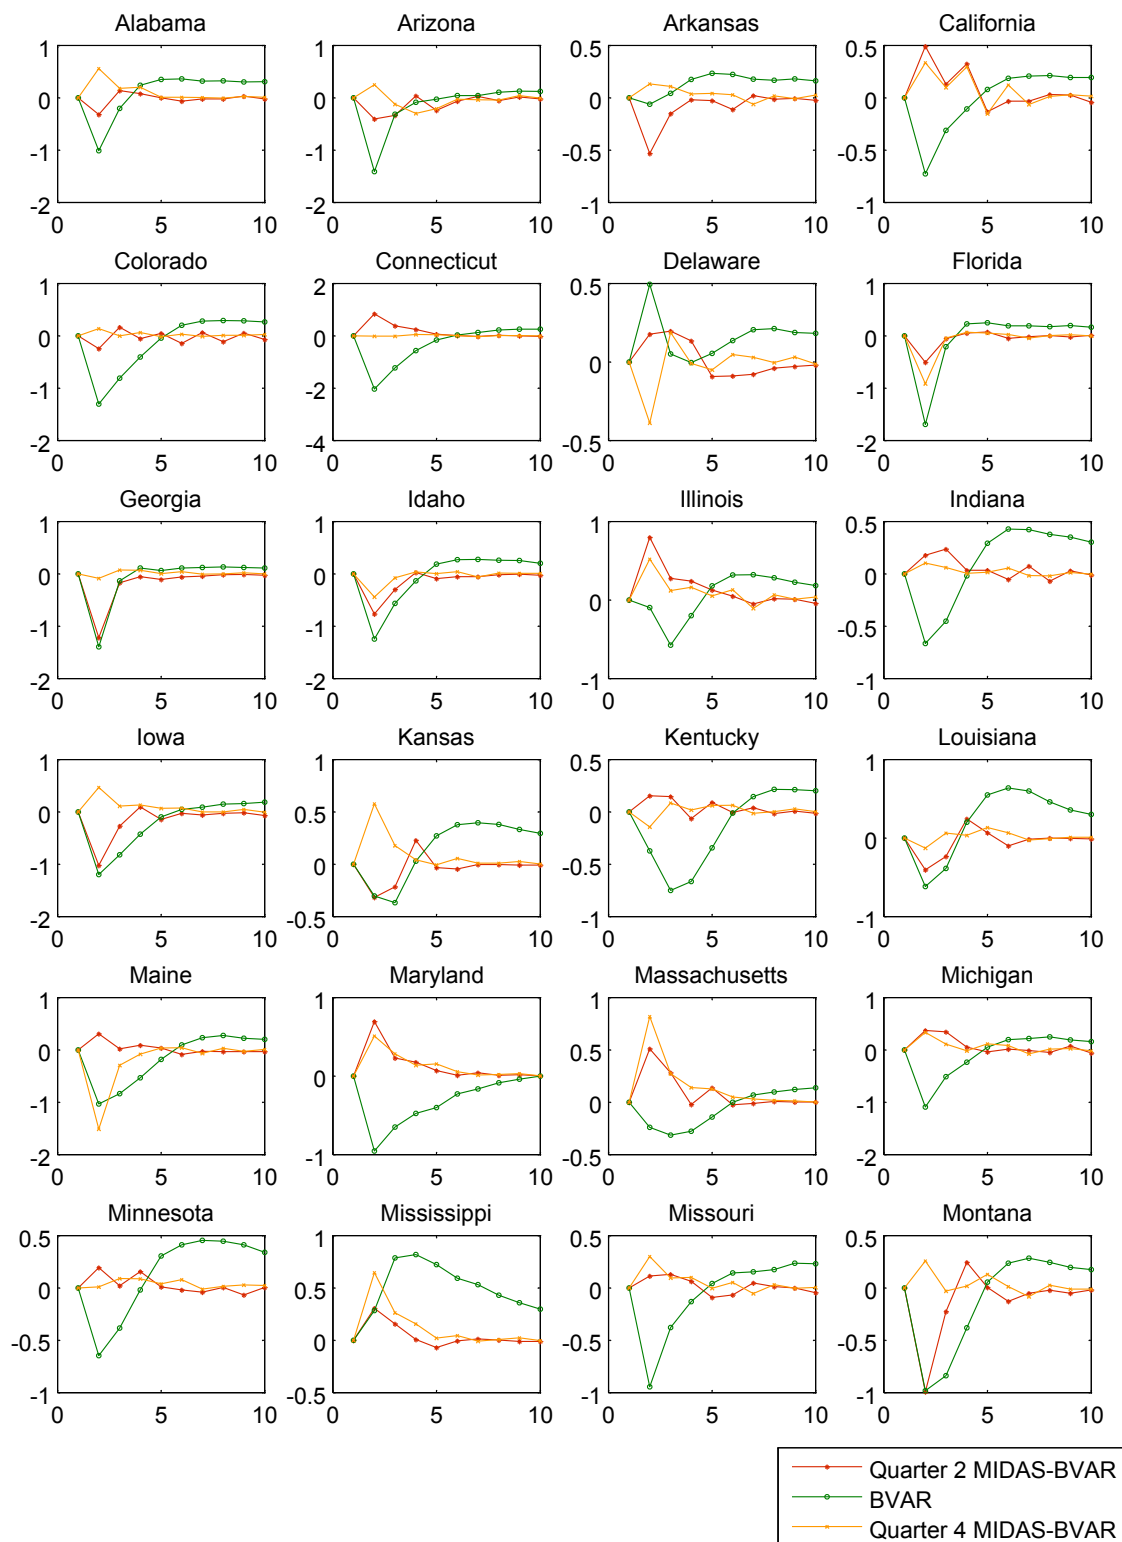 Alabama Arizona Arkansas California
1 1 0.5 0.5
0 0 0 0
-1 -1 -0.5 -0.5
-2 -2 -1 -1
0 5 10 0 5 10 0 5 10 0 5 10
Colorado Connecticut Delaware Florida
1 2 0.5 1
0 0 0 0
-1 -2 -1
-2 -4 -0.5 -2
0 5 10 0 5 10 0 5 10 0 5 10
Georgia Idaho Illinois Indiana
1 1 1 0.5
0 0 0 0
-1 -1 -0.5
-2 -2 -1 -1
0 5 10 0 5 10 0 5 10 0 5 10
Iowa Kansas Kentucky Louisiana
1 1 0.5 1
0 0.5 0 0
-1 0 -0.5
-2 -0.5 -1 -1
0 5 10 0 5 10 0 5 10 0 5 10
Maine Maryland Massachusetts Michigan
1 1 1 1
0 0 0.5 0
-1 0 -1
-2 -1 -0.5 -2
0 5 10 0 5 10 0 5 10 0 5 10
Minnesota Mississippi Missouri Montana
0.5 1 0.5 0.5
0 0.5 0 0
-0.5 0 -0.5 -0.5
-1 -0.5 -1 -1
0 5 10 0 5 10 0 5 10 0 5 10
Quarter 2 MIDAS-BVAR
BVAR
Quarter 4 MIDAS-BVAR